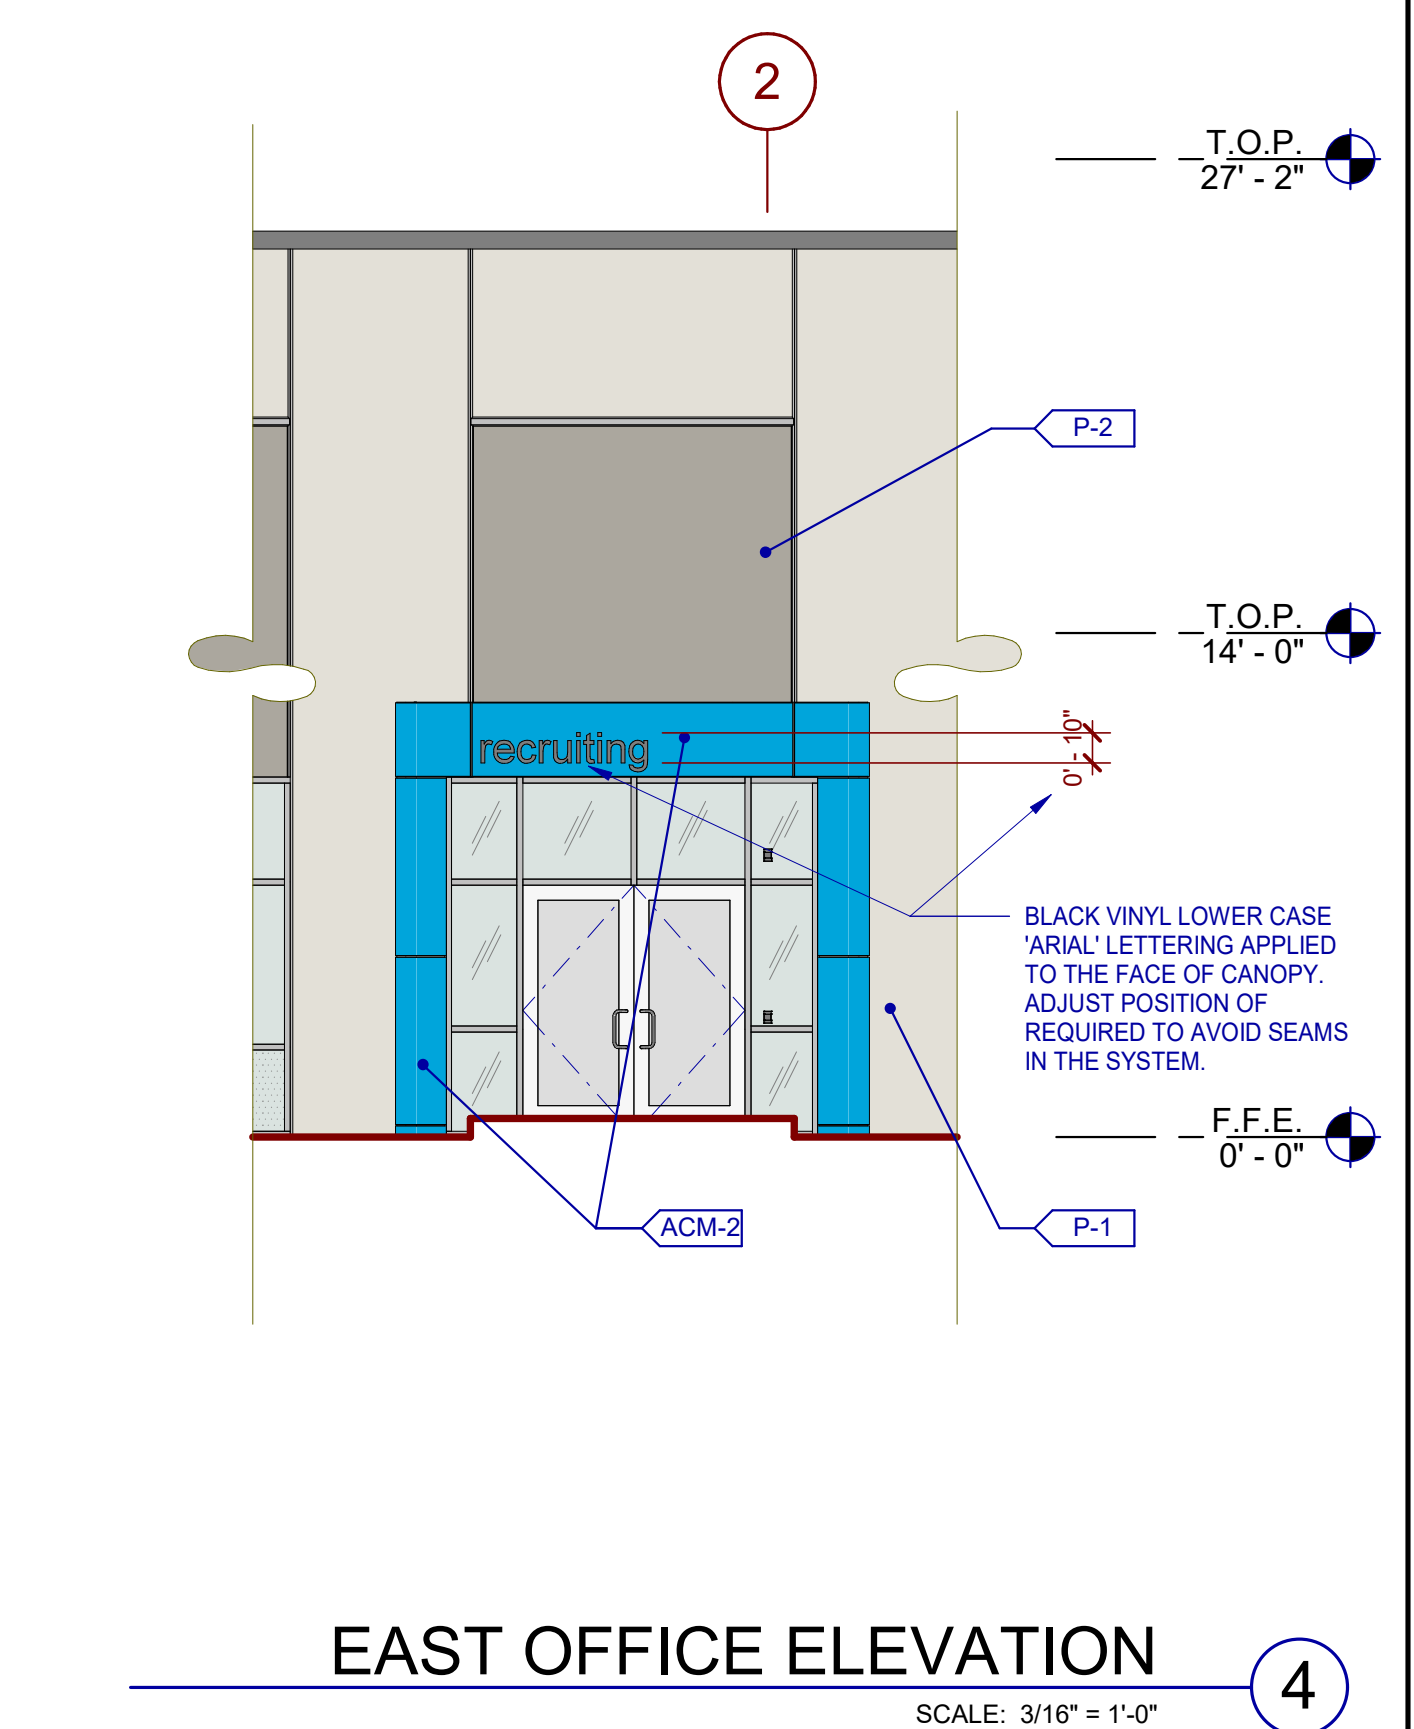 2
T.O.P.
27' - 2"
P-2
T.O.P.
14' - 0"
recruiting
0' - 10"
BLACK VINYL LOWER CASE
'ARIAL' LETTERING APPLIED
TO THE FACE OF CANOPY.
ADJUST POSITION OF
REQUIRED TO AVOID SEAMS
IN THE SYSTEM.
F.F.E.
0' - 0"
ACM-2
P-1
EAST OFFICE ELEVATION
4
SCALE: 3/16" = 1'-0"